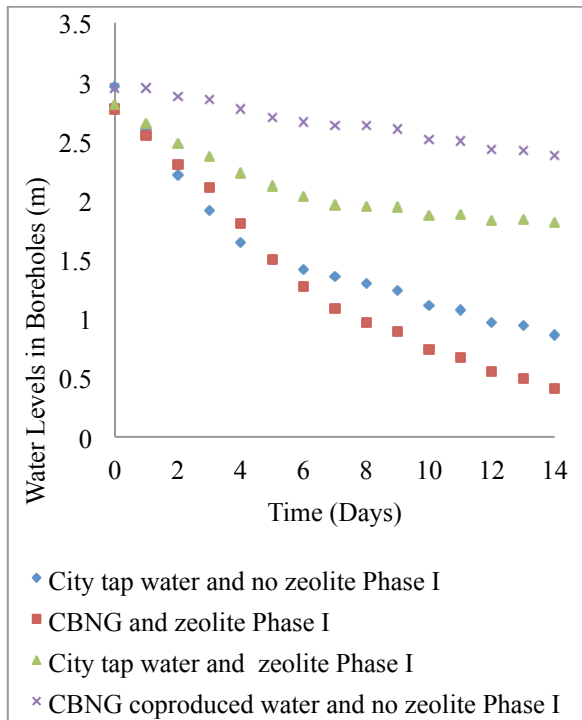 3.5
3
2.5
2
1.5
1
0.5
0
Water Levels in Boreholes (m)
0 2 4 6 8 10 12 14
Time (Days)
City tap water and no zeolite Phase I
CBNG and zeolite Phase I
City tap water and zeolite Phase I
CBNG coproduced water and no zeolite Phase I